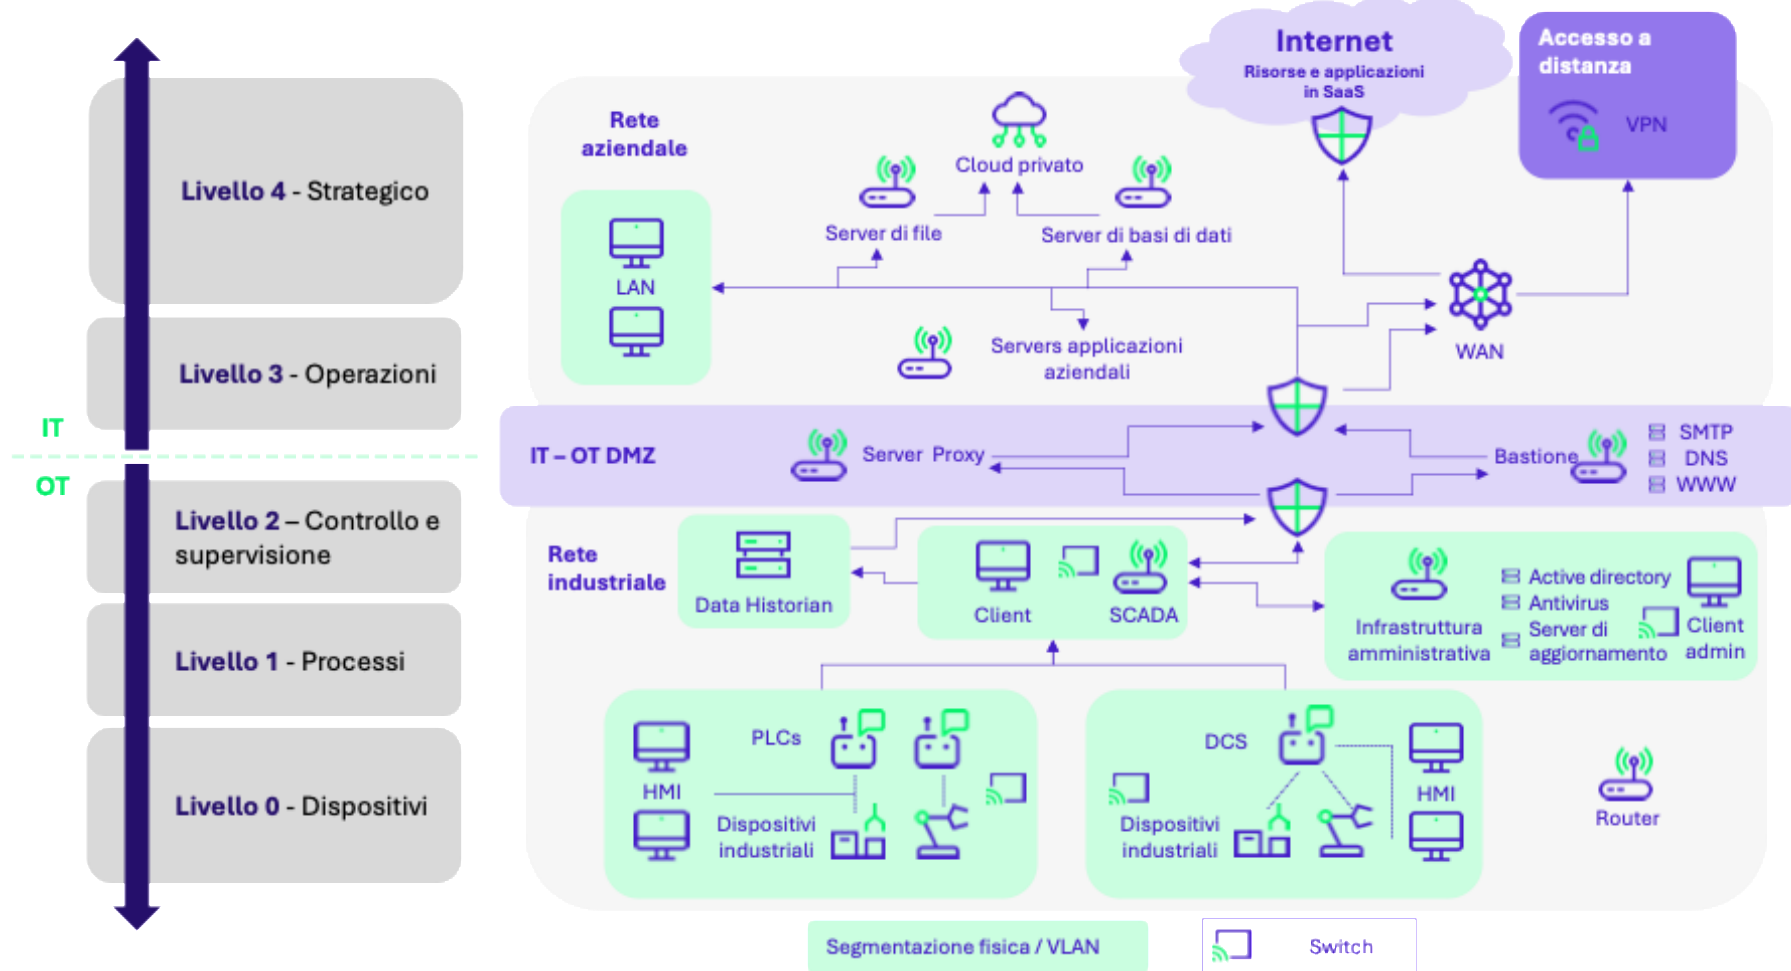 Livello 4 - Strategico
Livello 3 - Operazioni
IT
OT
Livello 2 – Controllo e
supervisione
Livello 1 - Processi
Livello 0 - Dispositivi
Internet
Risorse e applicazioni
in SaaS
Accesso a
distanza
VPN
Rete
aziendale
Cloud privato
Server di file
Server di basi di dati
LAN
Servers applicazioni
aziendali
WAN
IT – OT DMZ
Server Proxy
Bastione
SMTP
DNS
WWW
Rete
industriale
Data Historian
Client
SCADA
Infrastruttura
amministrativa
Active directory
Antivirus
Server di
aggiornamento
Client
admin
HMI
PLCs
Dispositivi
industriali
DCS
Dispositivi
industriali
HMI
Router
Segmentazione fisica / VLAN
Switch